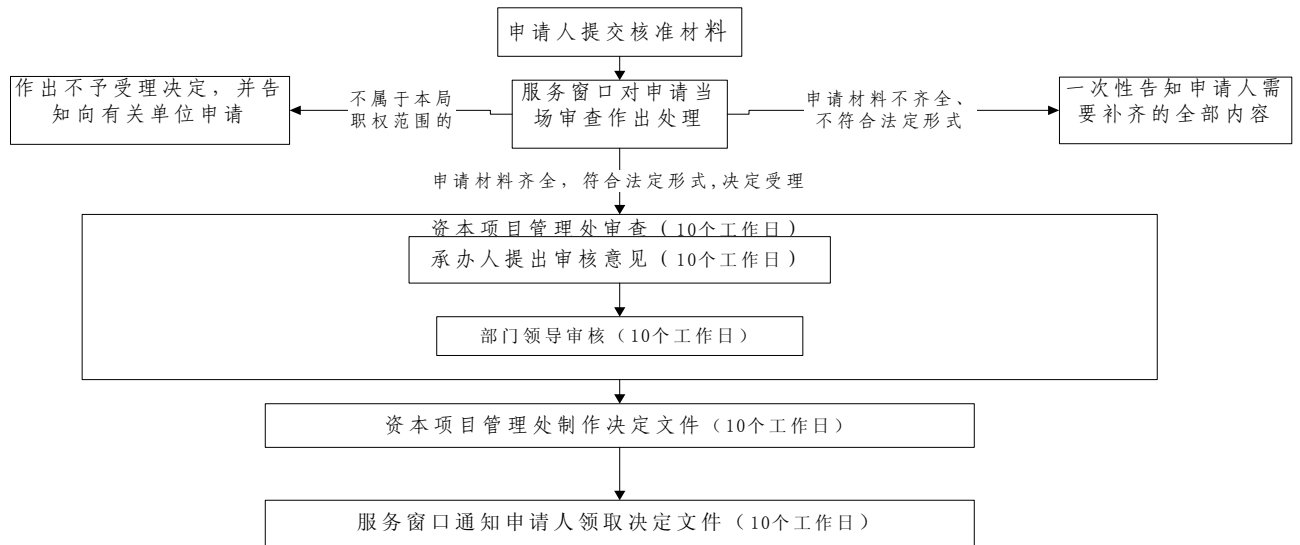 申请人提交核准材料
作出不予受理决定，并告
知向有关单位申请
不属于本局
职权范围的
服务窗口对申请当
场审查作出处理
申请材料不齐全、
不符合法定形式
一次性告知申请人需
要补齐的全部内容
申请材料齐全，符合法定形式,决定受理
资本项目管理处审查（10个工作日）
承办人提出审核意见（10个工作日）
部门领导审核（10个工作日）
资本项目管理处制作决定文件（10个工作日）
服务窗口通知申请人领取决定文件（10个工作日）